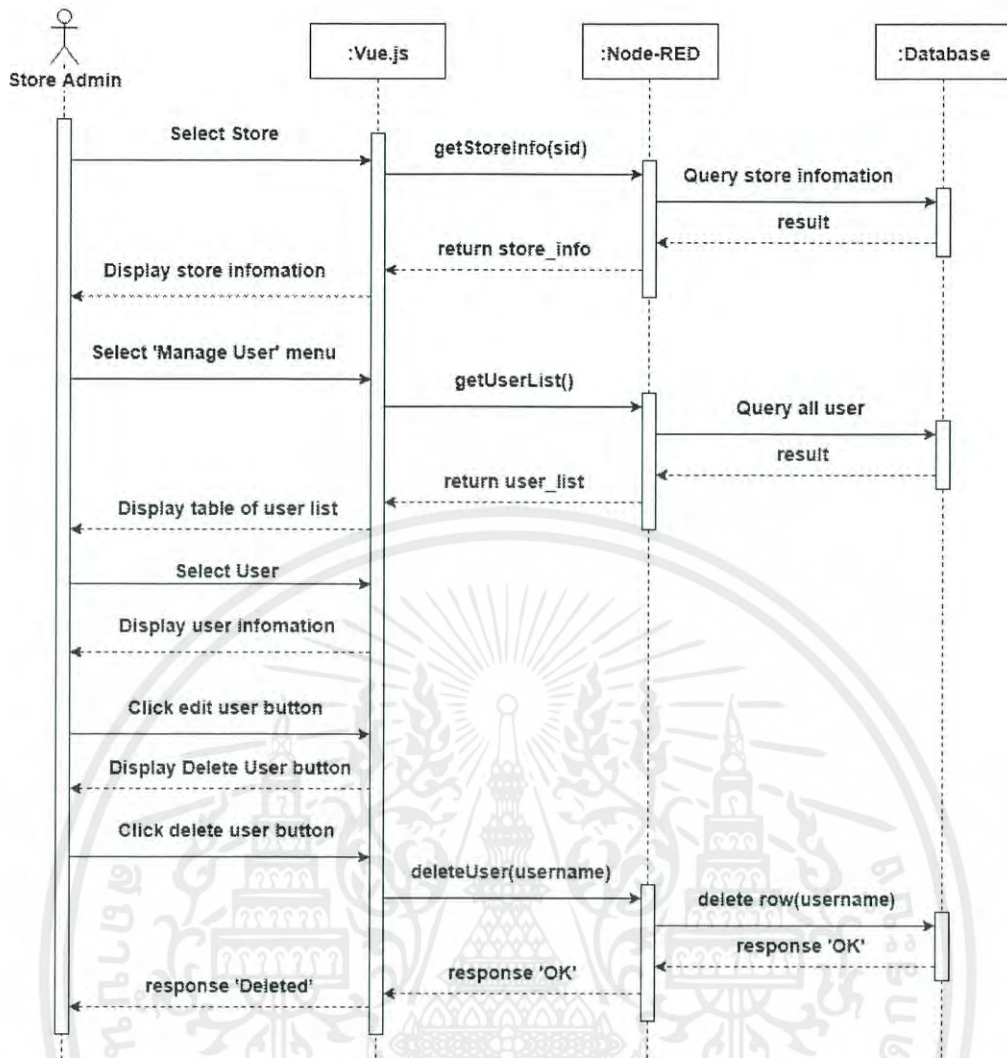 :Vue.js
:Node-RED
:Database
Store Admin
Select Store
getStoreInfo(sid)
Query store infomation
result
return store_info
Display store infomation
Select 'Manage User' menu
getUserList()
Query all user
result
return user_list
Display table of user list
Select User
Display user infomation
Click edit user button
Display Delete User button
Click delete user button
deleteUser(username)
delete row(username)
response 'OK'
response 'OK'
response 'Deleted'